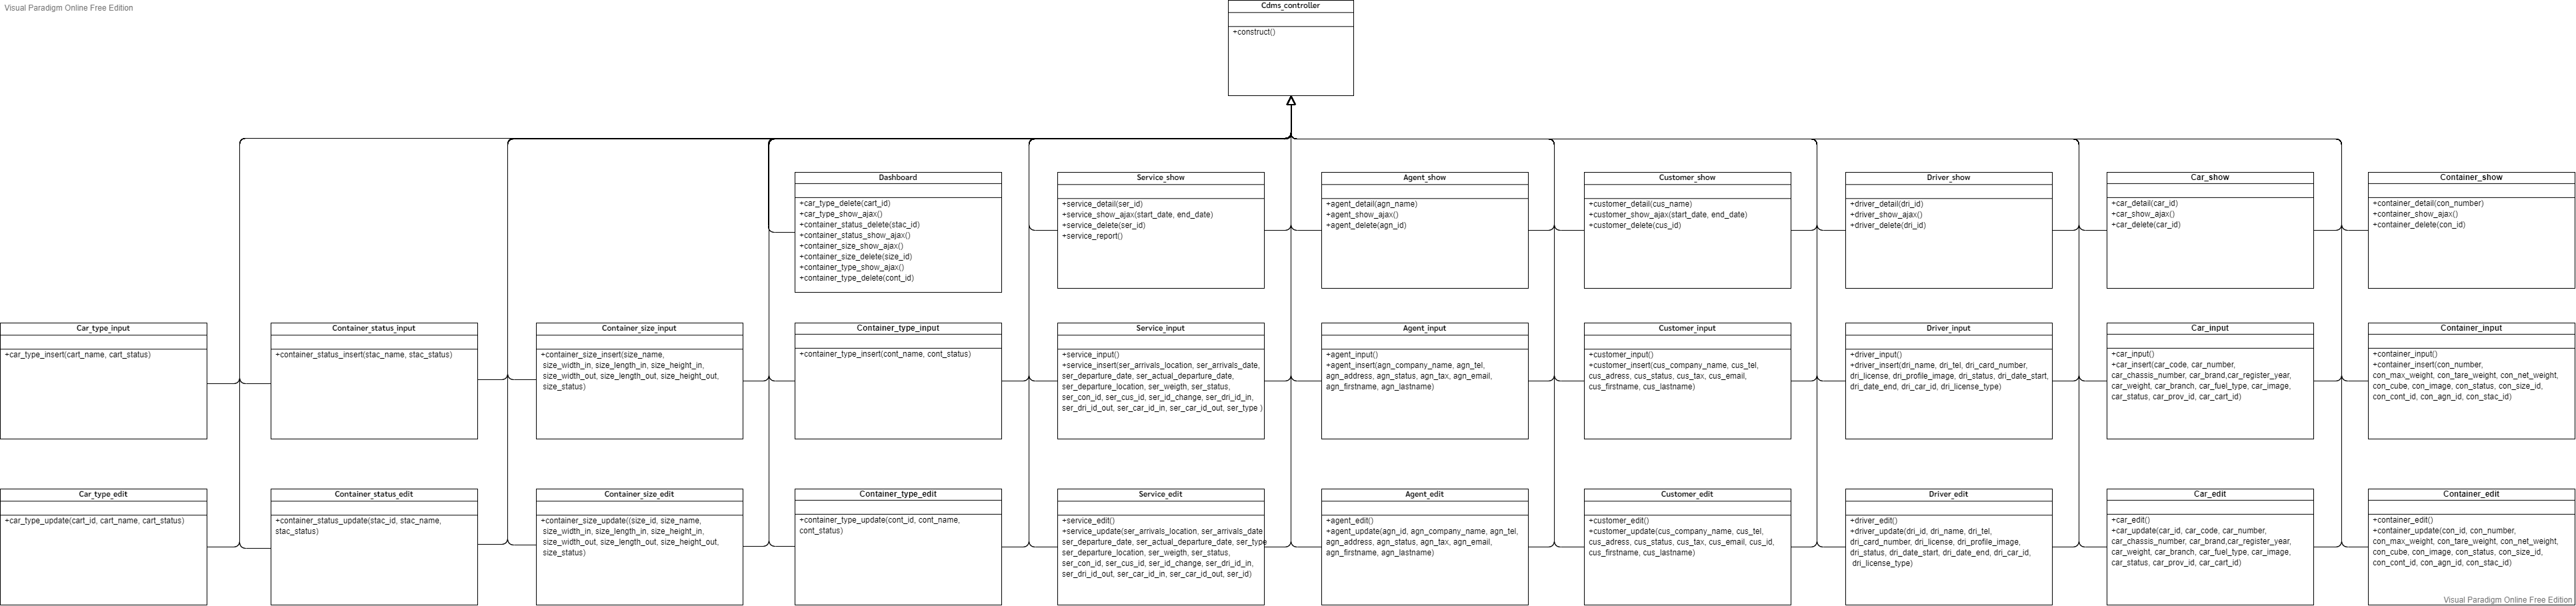 Visual Paradigm Online Free Edition
Cdms_controller
+construct()
Dashboard
+car_type_delete(cart_id)
+car_type_show_ajax()
+container_status_delete(stac_id)
+container_status_show_ajax()
+container_size_show_ajax()
+container_size_delete(size_id)
+container_type_show_ajax()
+container_type_delete(cont_id)
Service_show
+service_detail(ser_id)
+service_show_ajax(start_date, end_date)
+service_delete(ser_id)
+service_report()
Agent_show
+agent_detail(agn_name)
+agent_show_ajax()
+agent_delete(agn_id)
Customer_show
+customer_detail(cus_name)
+customer_show_ajax(start_date, end_date)
+customer_delete(cus_id)
Driver_show
+driver_detail(dri_id)
+driver_show_ajax()
+driver_delete(dri_id)
Car_show
+car_detail(car_id)
+car_show_ajax()
+car_delete(car_id)
Container_show
+container_detail(con_number)
+container_show_ajax()
+container_delete(con_id)
Car_type_input
+car_type_insert(cart_name, cart_status)
Container_status_input
+container_status_insert(stac_name, stac_status)
Container_size_input
+container_size_insert(size_name,
size_width_in, size_length_in, size_height_in,
size_width_out, size_length_out, size_height_out,
size_status)
Container_type_input
+container_type_insert(cont_name, cont_status)
Service_input
+service_input()
+service_insert(ser_arrivals_location, ser_arrivals_date,
ser_departure_date, ser_actual_departure_date,
ser_departure_location, ser_weigth, ser_status,
ser_con_id, ser_cus_id, ser_id_change, ser_dri_id_in,
ser_dri_id_out, ser_car_id_in, ser_car_id_out, ser_type )
Agent_input
+agent_input()
+agent_insert(agn_company_name, agn_tel,
agn_address, agn_status, agn_tax, agn_email,
agn_firstname, agn_lastname)
Customer_input
+customer_input()
+customer_insert(cus_company_name, cus_tel,
cus_adress, cus_status, cus_tax, cus_email,
cus_firstname, cus_lastname)
Driver_input
+driver_input()
+driver_insert(dri_name, dri_tel, dri_card_number,
dri_license, dri_profile_image, dri_status, dri_date_start,
dri_date_end, dri_car_id, dri_license_type)
Car_input
+car_input()
+car_insert(car_code, car_number,
car_chassis_number, car_brand,car_register_year,
car_weight, car_branch, car_fuel_type, car_image,
car_status, car_prov_id, car_cart_id)
Container_input
+container_input()
+container_insert(con_number,
con_max_weight, con_tare_weight, con_net_weight,
con_cube, con_image, con_status, con_size_id,
con_cont_id, con_agn_id, con_stac_id)
Car_type_edit
+car_type_update(cart_id, cart_name, cart_status)
Container_status_edit
+container_status_update(stac_id, stac_name,
stac_status)
Container_size_edit
+container_size_update((size_id, size_name,
size_width_in, size_length_in, size_height_in,
size_width_out, size_length_out, size_height_out,
size_status)
Container_type_edit
+container_type_update(cont_id, cont_name,
cont_status)
Service_edit
+service_edit()
+service_update(ser_arrivals_location, ser_arrivals_date
ser_departure_date, ser_actual_departure_date, ser_type
ser_departure_location, ser_weigth, ser_status,
ser_con_id, ser_cus_id, ser_id_change, ser_dri_id_in,
ser_dri_id_out, ser_car_id_in, ser_car_id_out, ser_id)
Agent_edit
+agent_edit()
+agent_update(agn_id, agn_company_name, agn_tel,
agn_address, agn_status, agn_tax, agn_email,
agn_firstname, agn_lastname)
Customer_edit
+customer_edit()
+customer_update(cus_company_name, cus_tel,
cus_adress, cus_status, cus_tax, cus_email, cus_id,
cus_firstname, cus_lastname)
Driver_edit
+driver_edit()
+driver_update(dri_id, dri_name, dri_tel,
dri_card_number, dri_license, dri_profile_image,
dri_status, dri_date_start, dri_date_end, dri_car_id,
dri_license_type)
Car_edit
+car_edit()
+car_update(car_id, car_code, car_number,
car_chassis_number, car_brand,car_register_year,
car_weight, car_branch, car_fuel_type, car_image,
car_status, car_prov_id, car_cart_id)
Container_edit
+container_edit()
+container_update(con_id, con_number,
con_max_weight, con_tare_weight, con_net_weight,
con_cube, con_image, con_status, con_size_id,
con_cont_id, con_agn_id, con_stac_id)
Visual Paradigm Online Free Edition